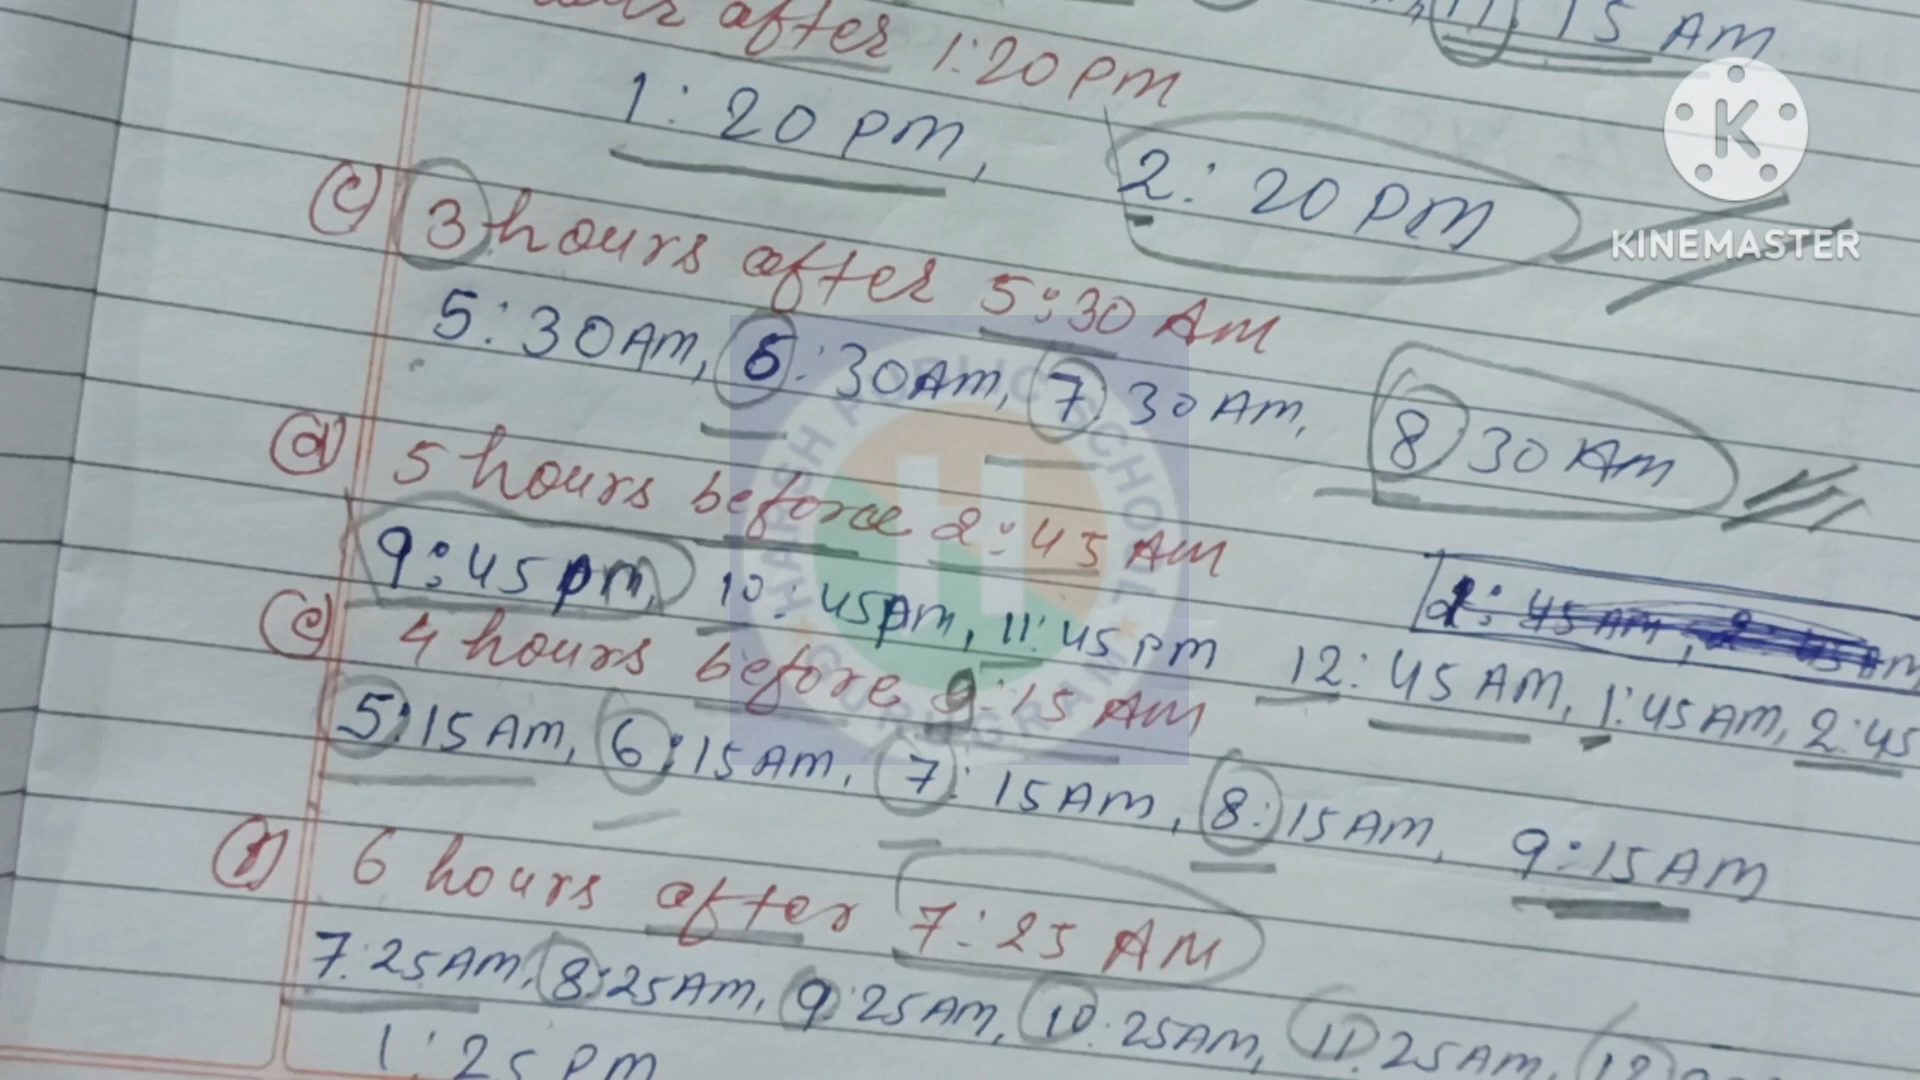 after 1:20 PM
15 AM
1:20 PM, 2:20 PM
KINEMASTER
(c) 3 hours after 5:30 AM
5:30 AM, 6:30 AM, 7:30 AM, 8:30 AM
(d) 5 hours before 2:45 AM
9:45 PM, 10:45 PM, 11:45 PM 12:45 AM, 1:45 AM, 2:45
(e) 4 hours before 9:15 AM
5:15 AM, 6:15 AM, 7:15 AM, 8:15 AM, 9:15 AM
(f) 6 hours after 7:25 AM
7:25 AM, 8:25 AM, 9:25 AM, 10:25 AM, 11:25 AM, 12
1:25 PM